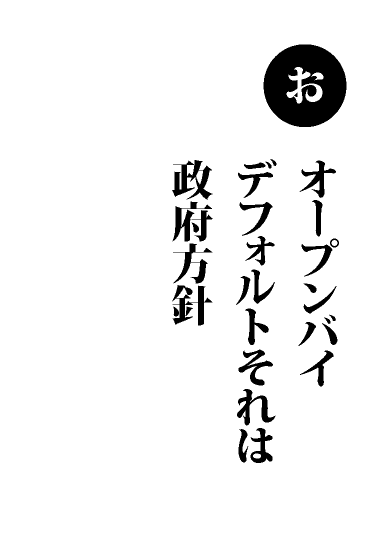 お
オープンバイ
デフォルトそれは
政府方針